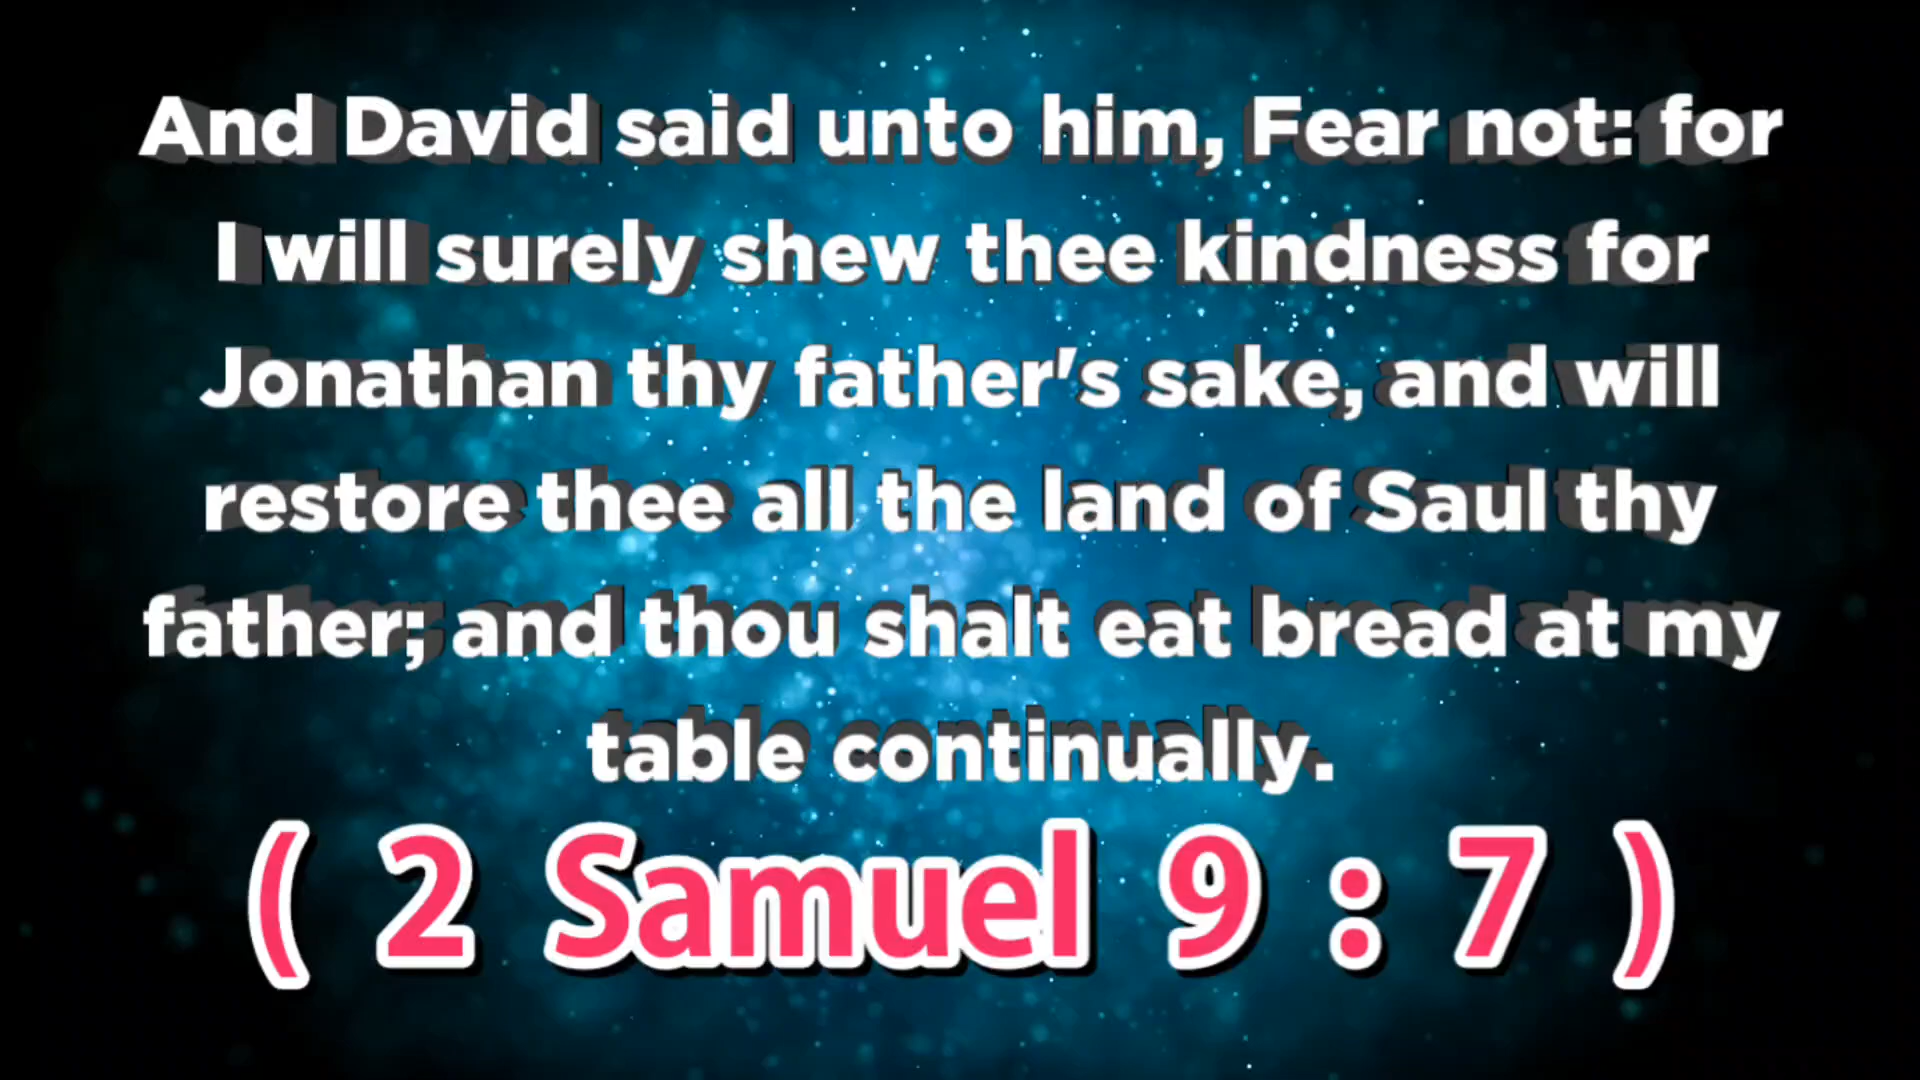 And David said unto him, Fear not: for
I will surely shew thee kindness for
Jonathan thy father's sake, and will
restore thee all the land of Saul thy
father; and thou shalt eat bread at my
table continually.
( 2 Samuel 9 : 7 )